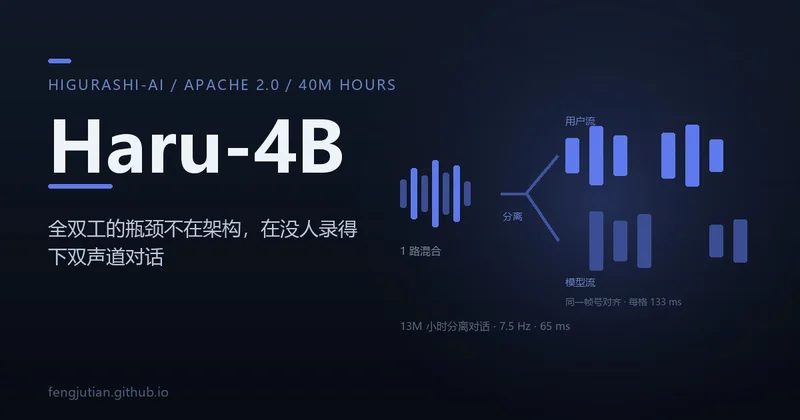 HIGURASHI-AI / APACHE 2.0 / 40M HOURS
Haru-4B
全双工的瓶颈不在架构，在没人录得
下双声道对话
用户流
分离
1 路混合
模型流
同一帧号对齐 · 每格 133 ms
13M 小时分离对话 · 7.5 Hz · 65 ms
fengjutian.github.io